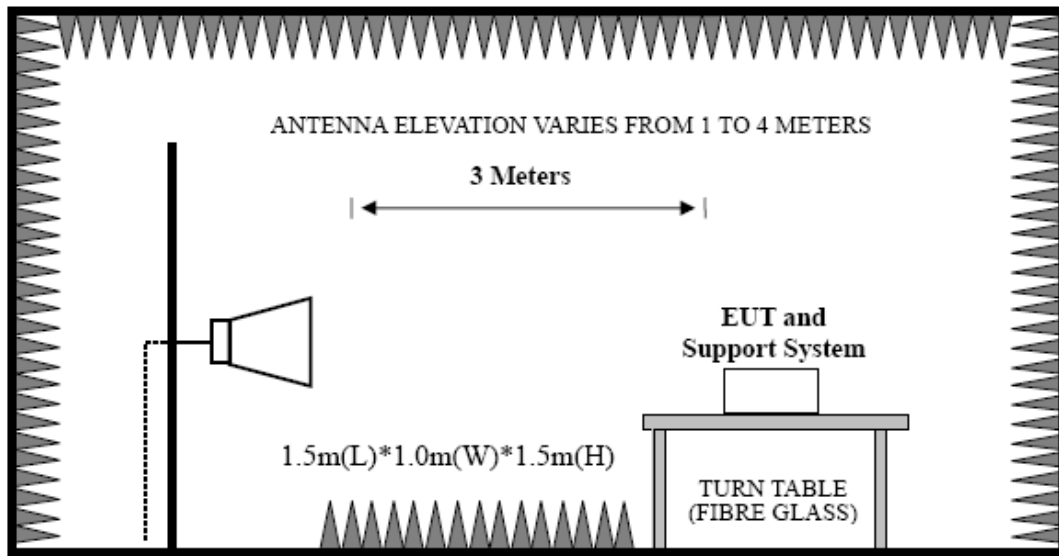 ANTENNA ELEVATION VARIES FROM 1 TO 4 METERS
3 Meters
EUT and
Support System
1.5m(L)*1.0m(W)*1.5m(H)
TURN TABLE
(FIBRE GLASS)